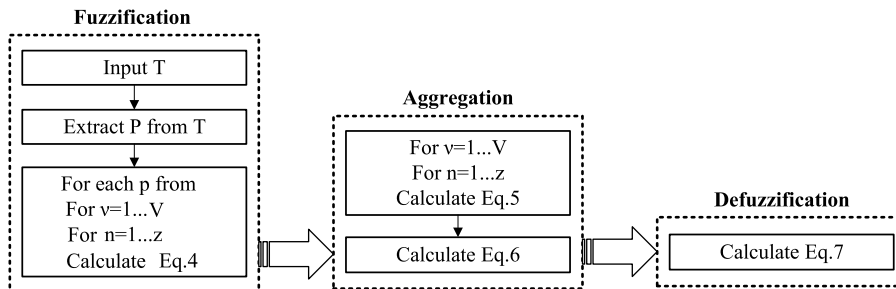 Fuzzification
Input T
Extract P from T
For each p from
For ν=1...V
For n=1...z
Calculate Eq.4
Aggregation
For ν=1...V
For n=1...z
Calculate Eq.5
Calculate Eq.6
Defuzzification
Calculate Eq.7